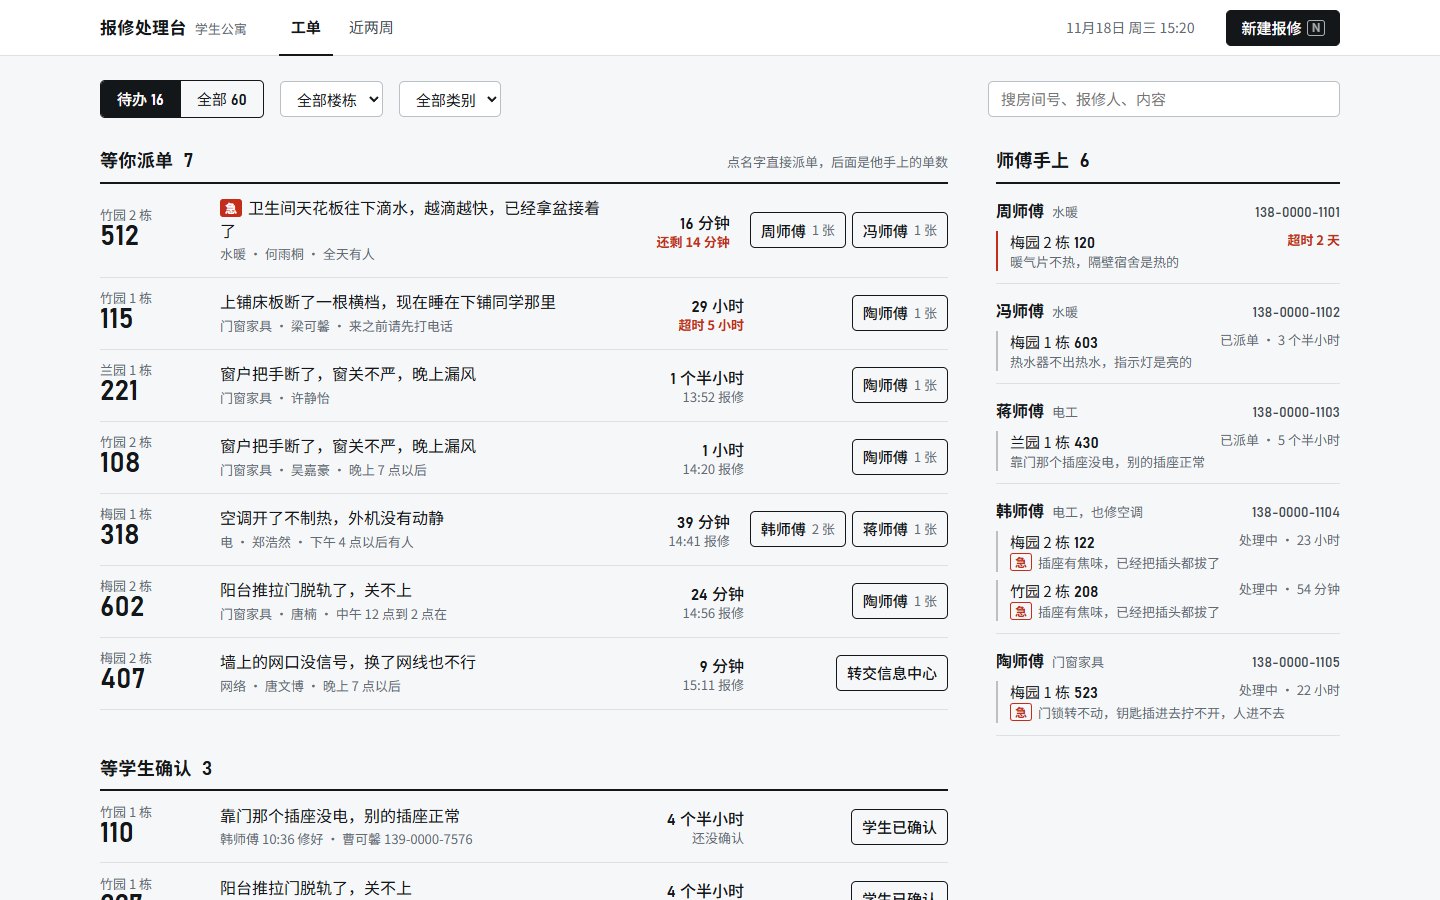 报修处理台 学生公寓 工单 近两周 11月18日 周三 15:20 新建报修 N
待办 16 全部 60 全部楼栋 全部类别 搜房间号、报修人、内容
等你派单 7 点名字直接派单，后面是他手上的单数
竹园 2 栋
512
急 卫生间天花板往下滴水，越滴越快，已经拿盆接着
了
水暖 · 何雨桐 · 全天有人
16 分钟
还剩 14 分钟
周师傅 1 张 冯师傅 1 张
竹园 1 栋
115
上铺床板断了一根横档，现在睡在下铺同学那里
门窗家具 · 梁可馨 · 来之前请先打电话
29 小时
超时 5 小时
陶师傅 1 张
兰园 1 栋
221
窗户把手断了，窗关不严，晚上漏风
门窗家具 · 许静怡
1 个半小时
13:52 报修
陶师傅 1 张
竹园 2 栋
108
窗户把手断了，窗关不严，晚上漏风
门窗家具 · 吴嘉豪 · 晚上 7 点以后
1 小时
14:20 报修
陶师傅 1 张
梅园 1 栋
318
空调开了不制热，外机没有动静
电 · 郑浩然 · 下午 4 点以后有人
39 分钟
14:41 报修
韩师傅 2 张 蒋师傅 1 张
梅园 2 栋
602
阳台推拉门脱轨了，关不上
门窗家具 · 唐楠 · 中午 12 点到 2 点在
24 分钟
14:56 报修
陶师傅 1 张
梅园 2 栋
407
墙上的网口没信号，换了网线也不行
网络 · 唐文博 · 晚上 7 点以后
9 分钟
15:11 报修
转交信息中心
等学生确认 3
竹园 1 栋
110
靠门那个插座没电，别的插座正常
韩师傅 10:36 修好 · 曹可馨 139-0000-7576
4 个半小时
还没确认
学生已确认
竹园 1 栋
阳台推拉门脱轨了，关不上
4 个半小时
学生已确认
师傅手上 6
周师傅 水暖 138-0000-1101
梅园 2 栋 120 超时 2 天
暖气片不热，隔壁宿舍是热的
冯师傅 水暖 138-0000-1102
梅园 1 栋 603 已派单 · 3 个半小时
热水器不出热水，指示灯是亮的
蒋师傅 电工 138-0000-1103
兰园 1 栋 430 已派单 · 5 个半小时
靠门那个插座没电，别的插座正常
韩师傅 电工，也修空调 138-0000-1104
梅园 2 栋 122 处理中 · 23 小时
急 插座有焦味，已经把插头都拔了
竹园 2 栋 208 处理中 · 54 分钟
急 插座有焦味，已经把插头都拔了
陶师傅 门窗家具 138-0000-1105
梅园 1 栋 523 处理中 · 22 小时
急 门锁转不动，钥匙插进去拧不开，人进不去